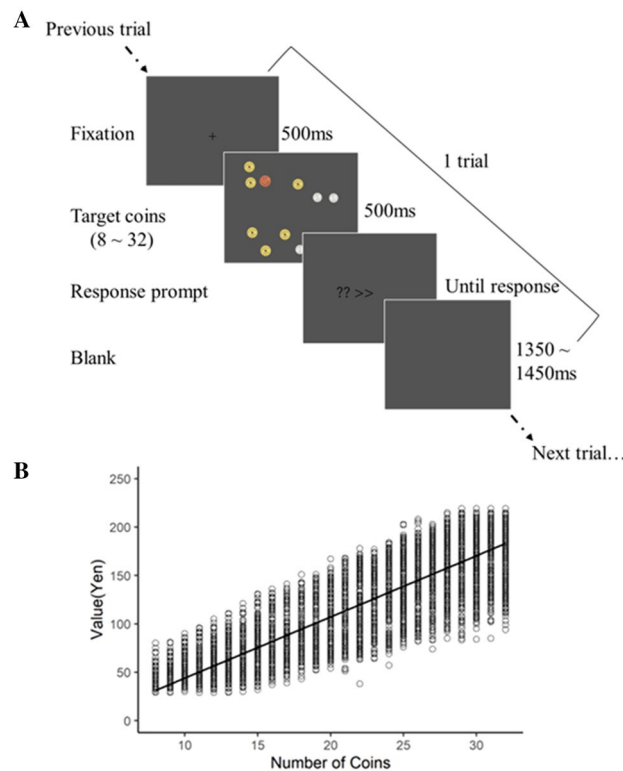 A
Previous trial
Fixation
+
500ms
1 trial
Target coins
(8 ~ 32)
500ms
Response prompt
?? >>
Until response
Blank
1350 ~
1450ms
Next trial…
B
250
200
150
100
50
0
Value(Yen)
10 15 20 25 30
Number of Coins